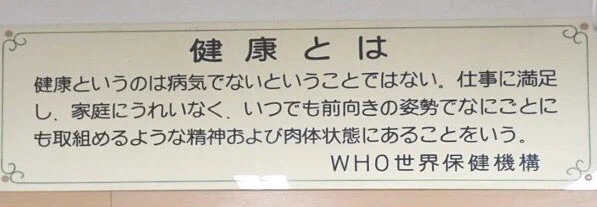 健康とは
健康というのは病気でないということではない。仕事に満足
し、家庭にうれいなく、いつでも前向きの姿勢でなにごとに
も取組めるような精神および肉体状態にあることをいう。
WHO世界保健機構